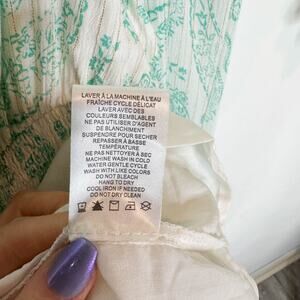 LAVER À LA MACHINE À L'EAU
FRAÎCHE CYCLE DÉLICAT
LAVER AVEC DES
COULEURS SEMBLABLES
NE PAS UTILISER D'AGENT
DE BLANCHIMENT
SUSPENDRE POUR SECHER
REPASSER À BASSE
TEMPÉRATURE
NE PAS NETTOYER À SEC
MACHINE WASH IN COLD
WATER GENTLE CYCLE
WASH WITH LIKE COLORS
DO NOT BLEACH
HANG TO DRY
COOL IRON IF NEEDED
DO NOT DRY CLEAN